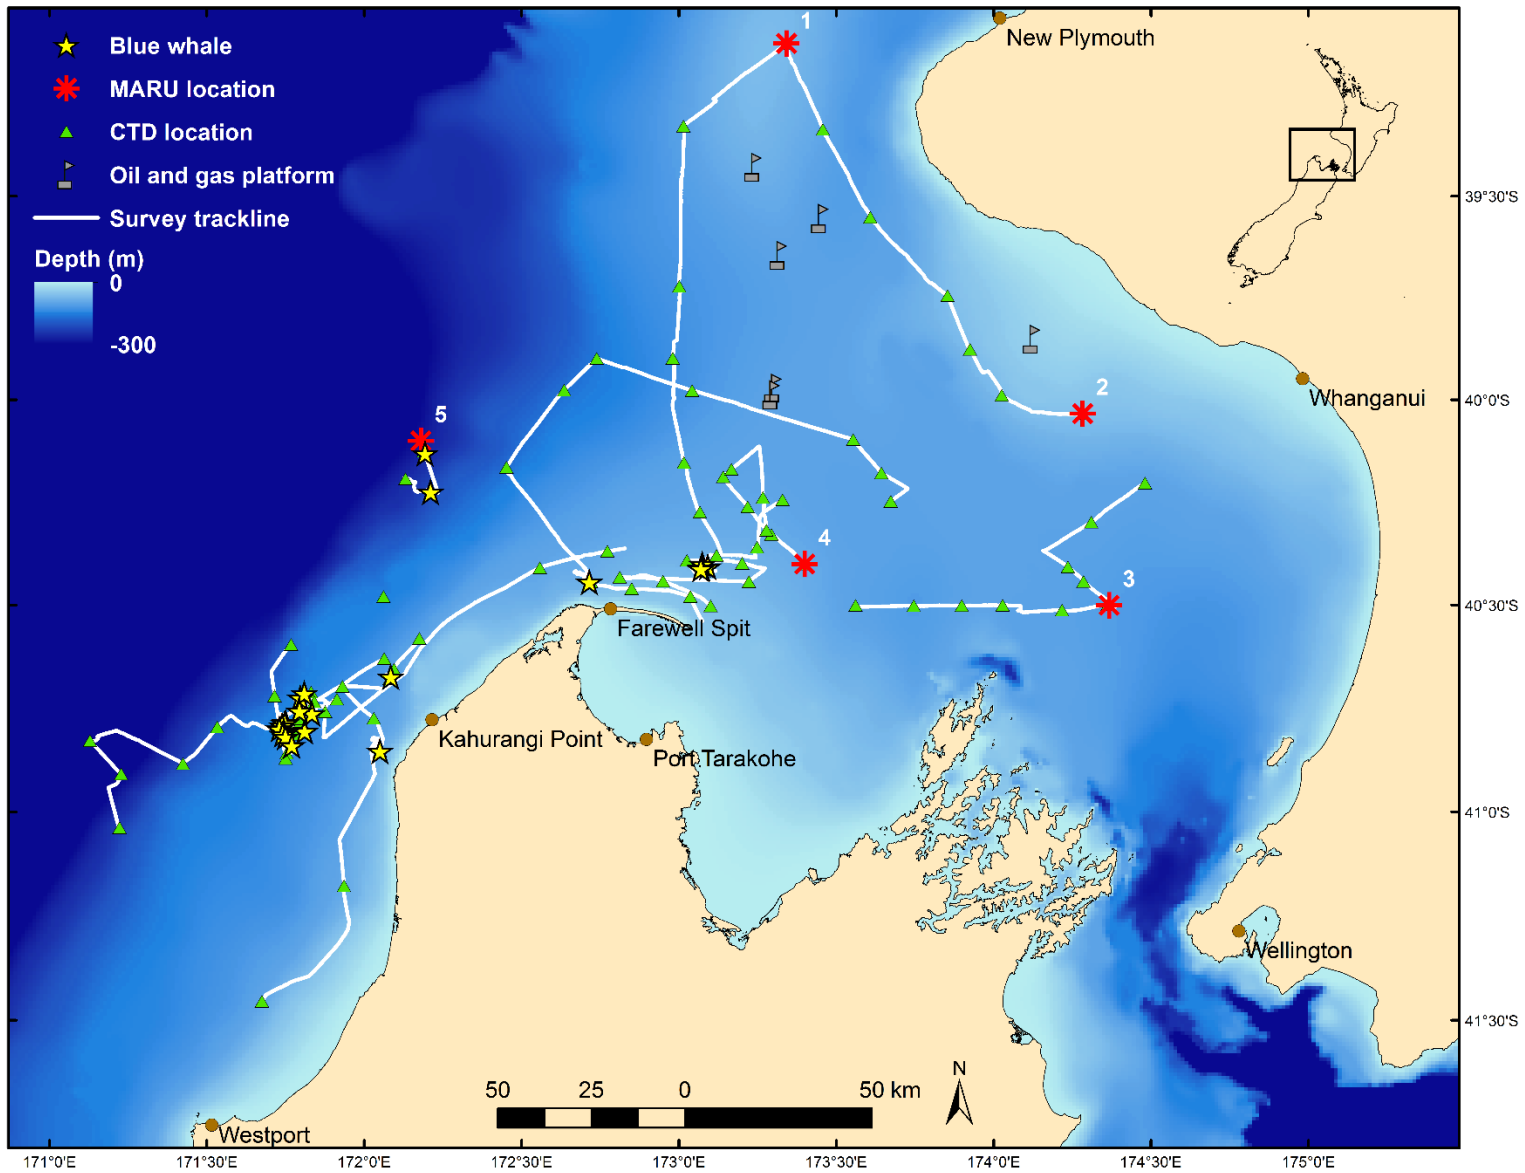 Blue whale
MARU location
CTD location
Oil and gas platform
Survey trackline
Depth (m)
0
-300
1
New Plymouth
39°30'S
2
40°0'S
Whanganui
5
4
3
40°30'S
Farewell Spit
Kahurangi Point
Port Tarakohe
41°0'S
Wellington
41°30'S
N
50 25 0 50 km
Westport
171°0'E 171°30'E 172°0'E 172°30'E 173°0'E 173°30'E 174°0'E 174°30'E 175°0'E